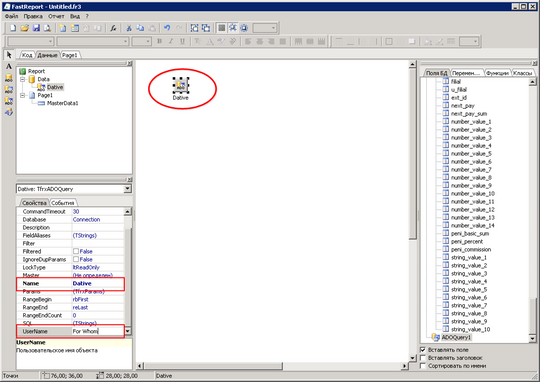 FastReport - Untitled.fr3
Файл Правка Отчет Вид ?
Код Данные Page1
Report
Data
Dative
Page1
MasterData1
Dative
Dative: TfrxADOQuery
Свойства События
CommandTimeout 30
Database Connection
Description
FieldAliases (TStrings)
Filter
Filtered False
IgnoreDupParams False
LockType ltReadOnly
Master (Не определен)
Name Dative
Params (TfrxParams)
RangeBegin rbFirst
RangeEnd reLast
RangeEndCount 0
SQL (TStrings)
UserName For Whom
UserName
Пользовательское имя объекта
Поля БД Перемен... Функции Классы
filial
u_filial
ext_id
next_pay
next_pay_sum
number_value_1
number_value_2
number_value_3
number_value_4
number_value_5
number_value_6
number_value_7
number_value_8
number_value_9
number_value_10
number_value_11
number_value_12
number_value_13
number_value_14
peni_basic_sum
peni_percent
peni_commission
string_value_1
string_value_2
string_value_3
string_value_4
string_value_5
string_value_6
string_value_7
string_value_8
string_value_9
string_value_10
ADOQuery1
Вставлять поле
Вставлять заголовок
Сортировать по имени
Точки 76,00; 36,00 28,00; 28,00 Dative